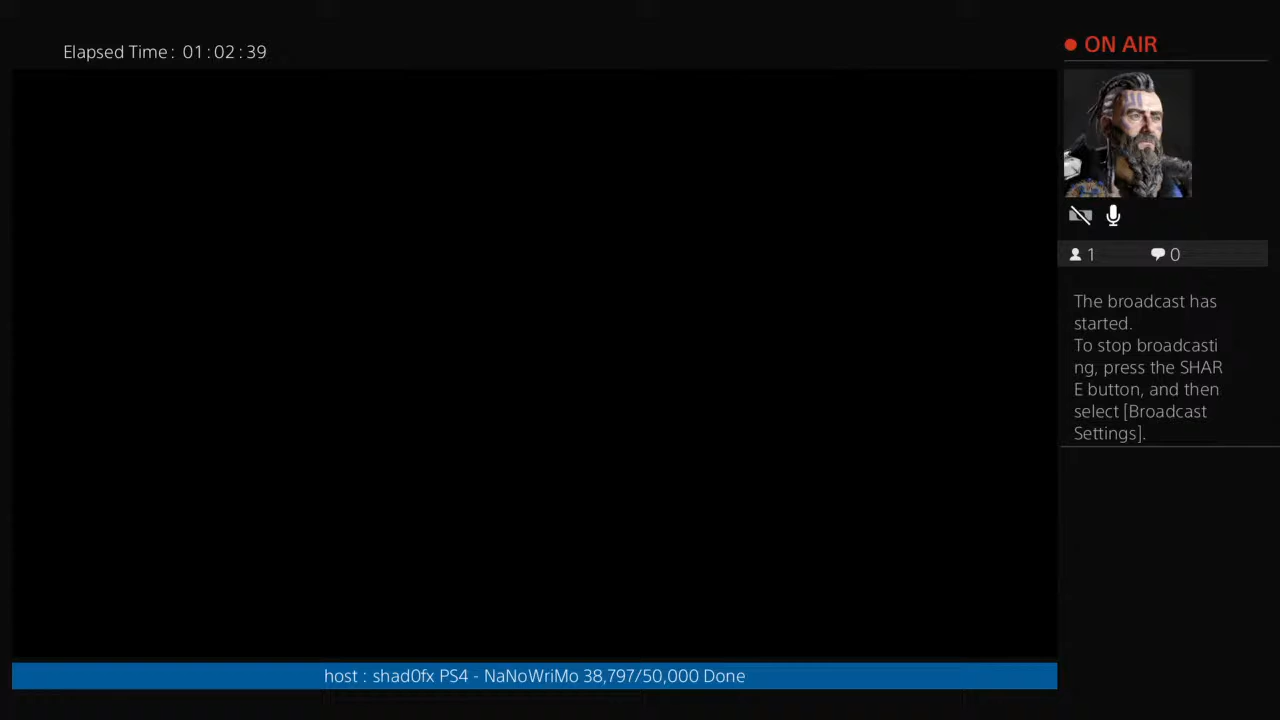 Elapsed Time: 01:02:39
ON AIR
1 0
The broadcast has
started.
To stop broadcasti
ng, press the SHAR
E button, and then
select [Broadcast
Settings].
host : shad0fx PS4 - NaNoWriMo 38,797/50,000 Done